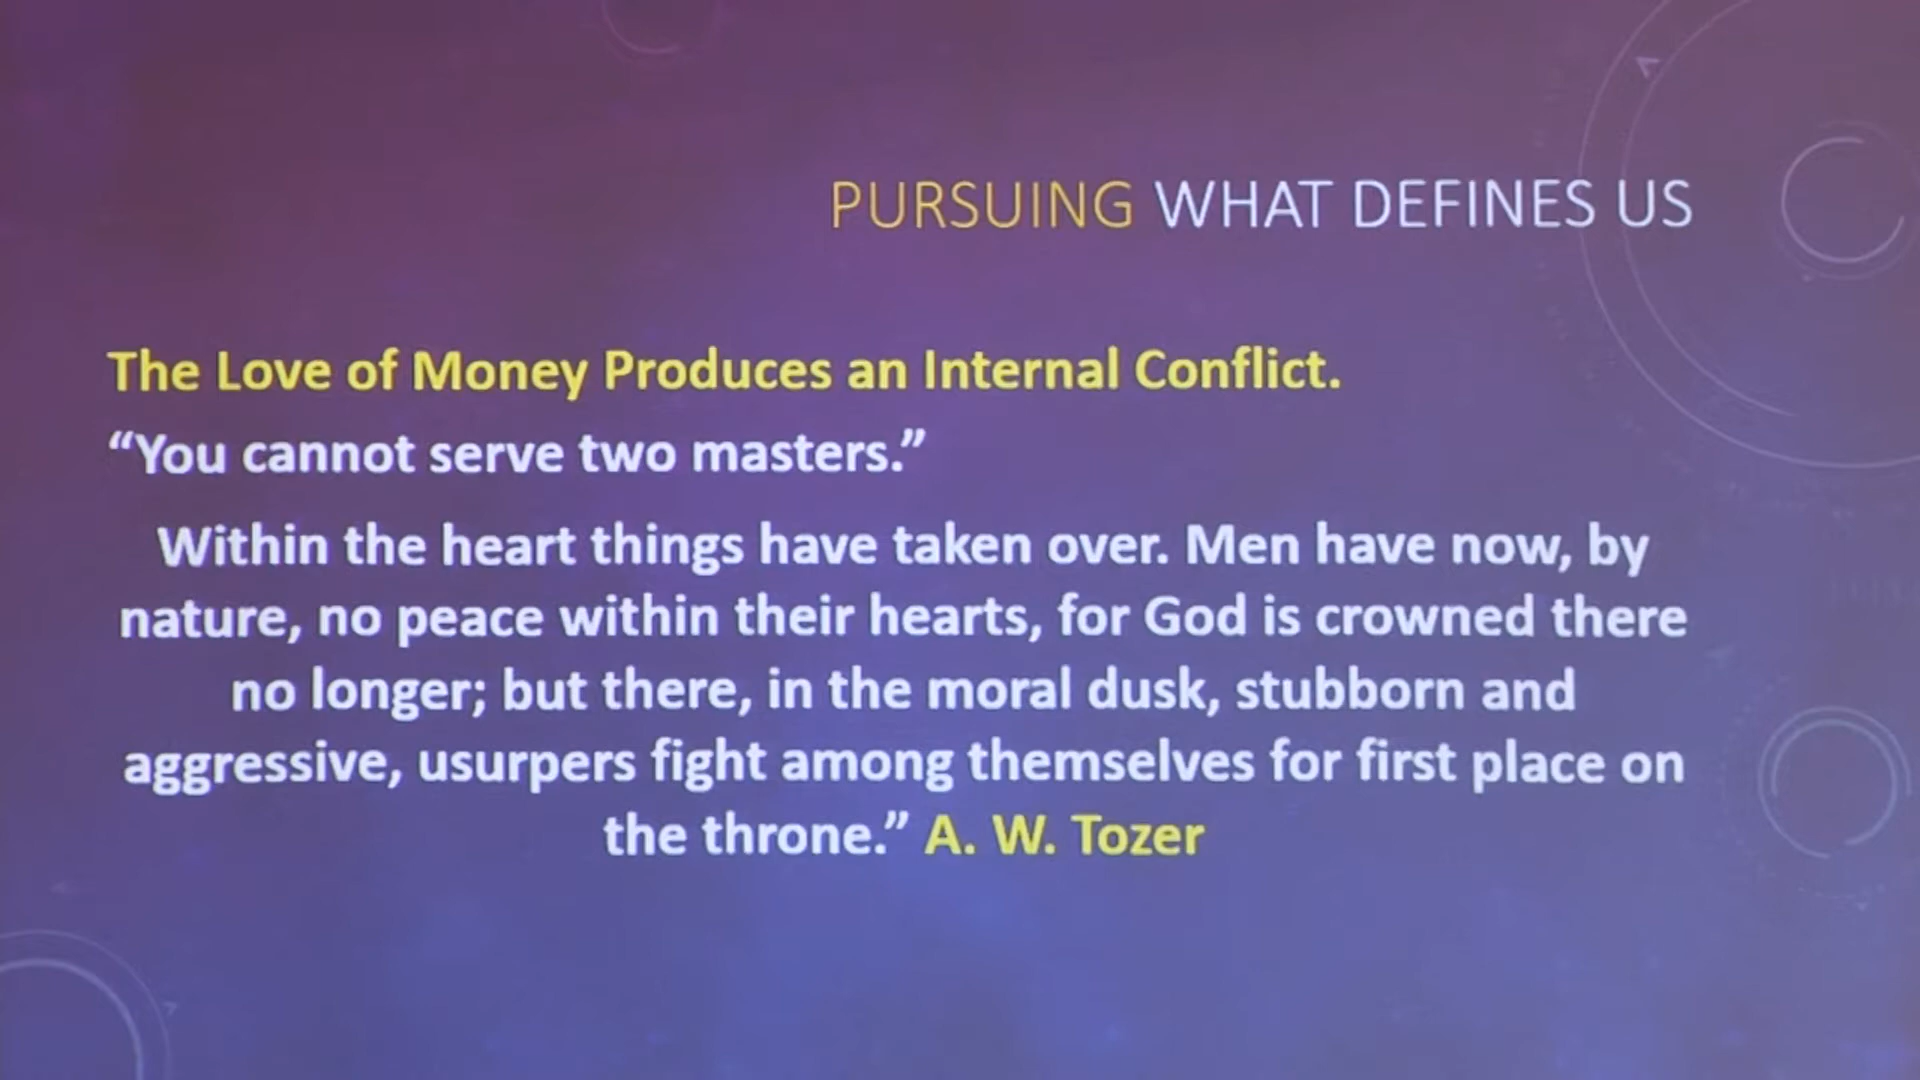 PURSUING WHAT DEFINES US
The Love of Money Produces an Internal Conflict.
“You cannot serve two masters.”
Within the heart things have taken over. Men have now, by
nature, no peace within their hearts, for God is crowned there
no longer; but there, in the moral dusk, stubborn and
aggressive, usurpers fight among themselves for first place on
the throne.” A. W. Tozer